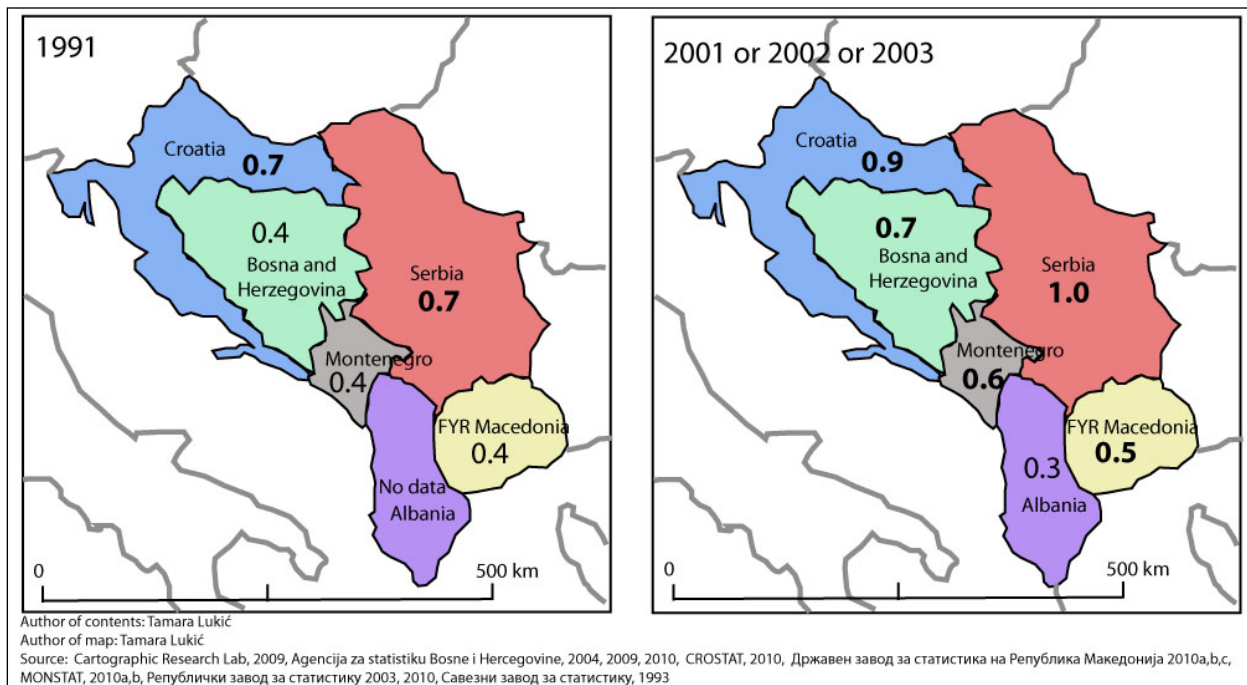 1991
Croatia
0.7
0.4
Bosna and
Herzegovina
Serbia
0.7
Montenegro
0.4
FYR Macedonia
0.4
No data
Albania
0
500 km
2001 or 2002 or 2003
Croatia
0.9
0.7
Bosna and
Herzegovina
Serbia
1.0
Montenegro
0.6
FYR Macedonia
0.5
0.3
Albania
0
500 km
Author of contents: Tamara Lukić
Author of map: Tamara Lukić
Source: Cartographic Research Lab, 2009, Agencija za statistiku Bosne i Hercegovine, 2004, 2009, 2010, CROSTAT, 2010, Државен завод за статистика на Република Македонија 2010a,b,c,
MONSTAT, 2010a,b, Републички завод за статистику 2003, 2010, Савезни завод за статистику, 1993